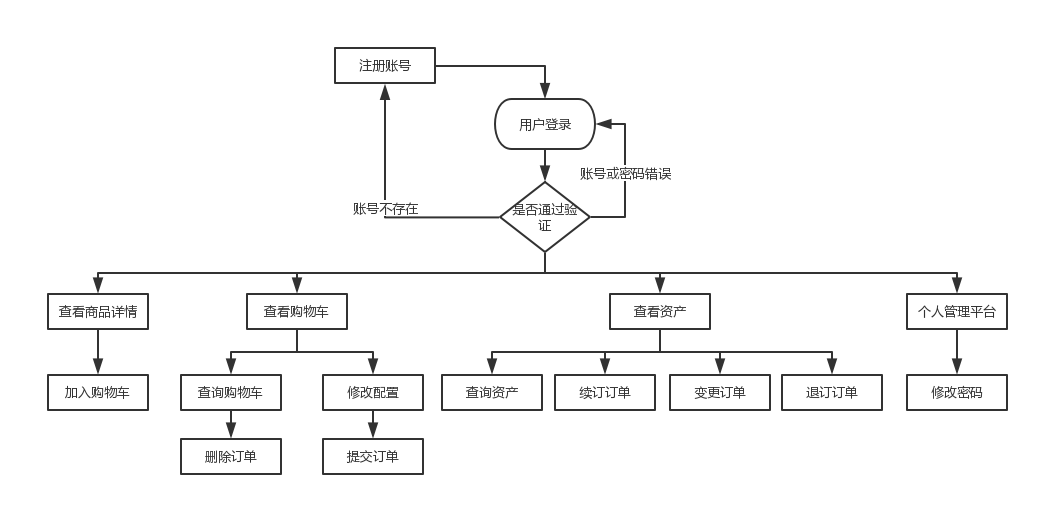 注册账号
用户登录
账号或密码错误
账号不存在
是否通过验
证
查看商品详情
查看购物车
查看资产
个人管理平台
加入购物车
查询购物车
修改配置
查询资产
续订订单
变更订单
退订订单
修改密码
删除订单
提交订单